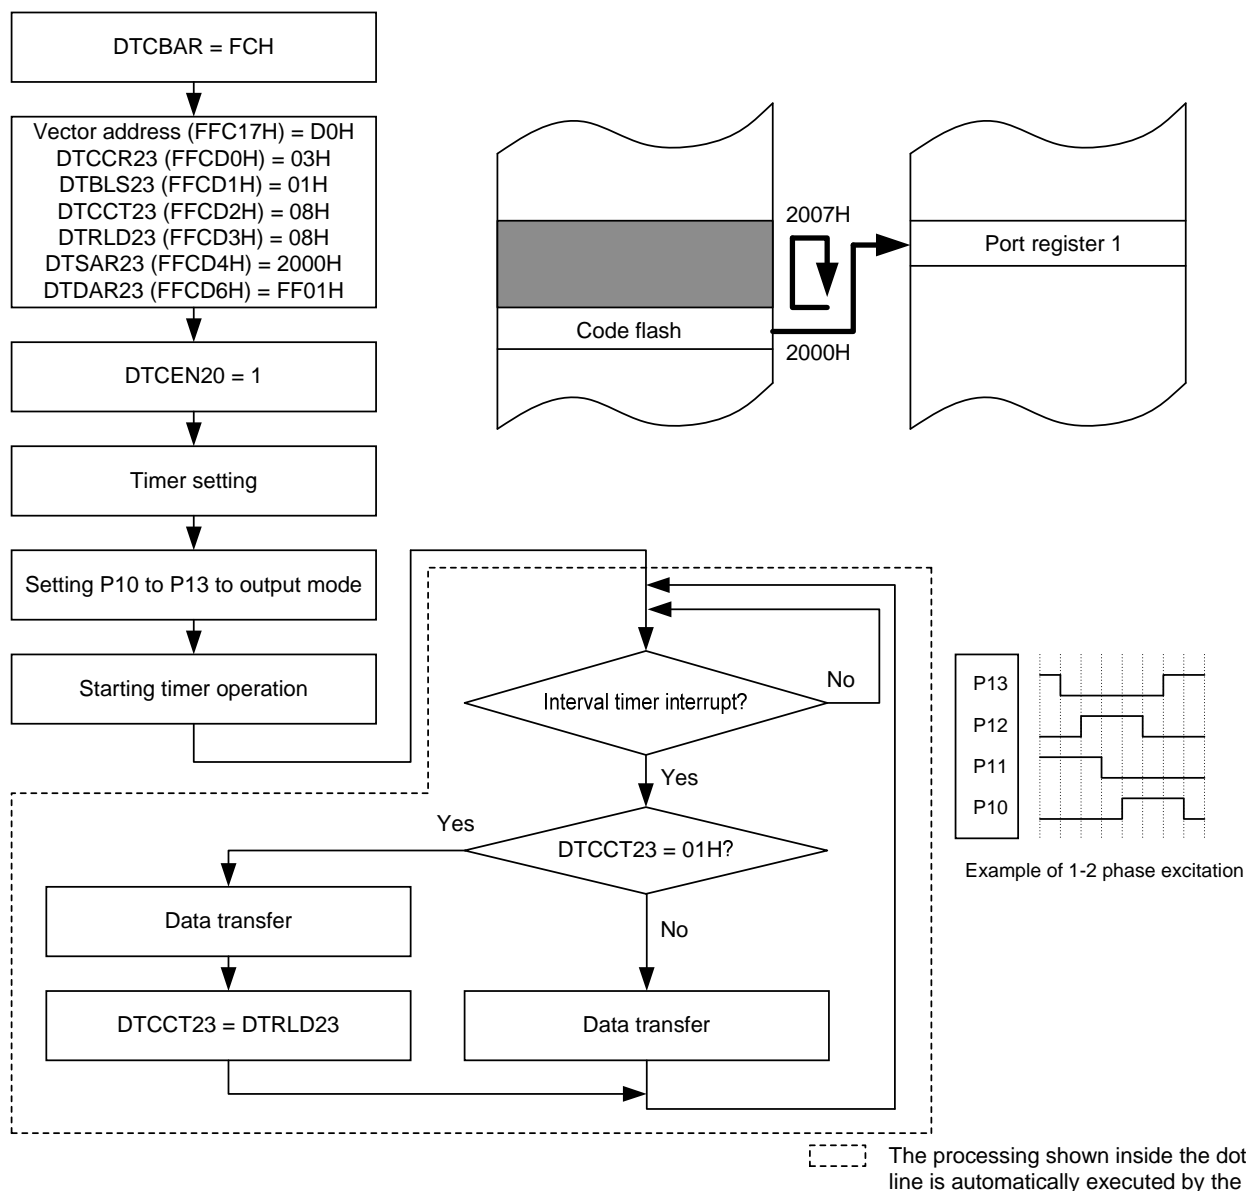 DTCBAR = FCH
Vector address (FFC17H) = D0H
DTCCR23 (FFCD0H) = 03H
DTBLS23 (FFCD1H) = 01H
DTCCT23 (FFCD2H) = 08H
DTRLD23 (FFCD3H) = 08H
DTSAR23 (FFCD4H) = 2000H
DTDAR23 (FFCD6H) = FF01H
DTCEN20 = 1
Timer setting
Setting P10 to P13 to output mode
Starting timer operation
2007H
Port register 1
Code flash
2000H
Interval timer interrupt?
No
Yes
DTCCT23 = 01H?
Yes
No
Data transfer
DTCCT23 = DTRLD23
Data transfer
P13
P12
P11
P10
Example of 1-2 phase excitation
The processing shown inside the dot
line is automatically executed by the